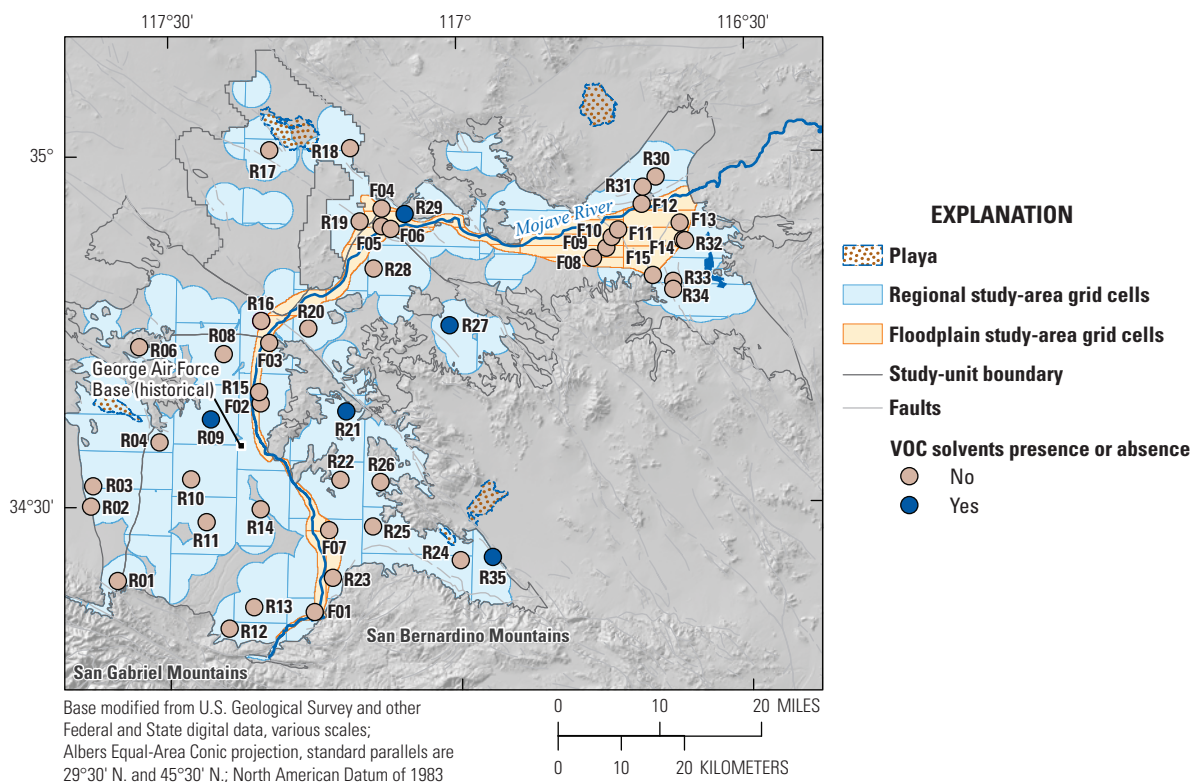 117°30'
117°
116°30'
35°
34°30'
R17
R18
R30
R31
F04
R29
R19
Mojave River
F12
F13
F05
F06
F10
F11
F09
F14
R32
F08
F15
R28
R33
R34
R16
R20
R27
R08
R06
F03
George Air Force
Base (historical)
R15
F02
R21
R09
R04
R22
R26
R03
R10
R02
R14
R25
R11
F07
R24
R35
R01
R23
R13
F01
R12
San Bernardino Mountains
San Gabriel Mountains
EXPLANATION
Playa
Regional study-area grid cells
Floodplain study-area grid cells
Study-unit boundary
Faults
VOC solvents presence or absence
No
Yes
Base modified from U.S. Geological Survey and other
Federal and State digital data, various scales;
Albers Equal-Area Conic projection, standard parallels are
29°30' N. and 45°30' N.; North American Datum of 1983
0 10 20 MILES
0 10 20 KILOMETERS